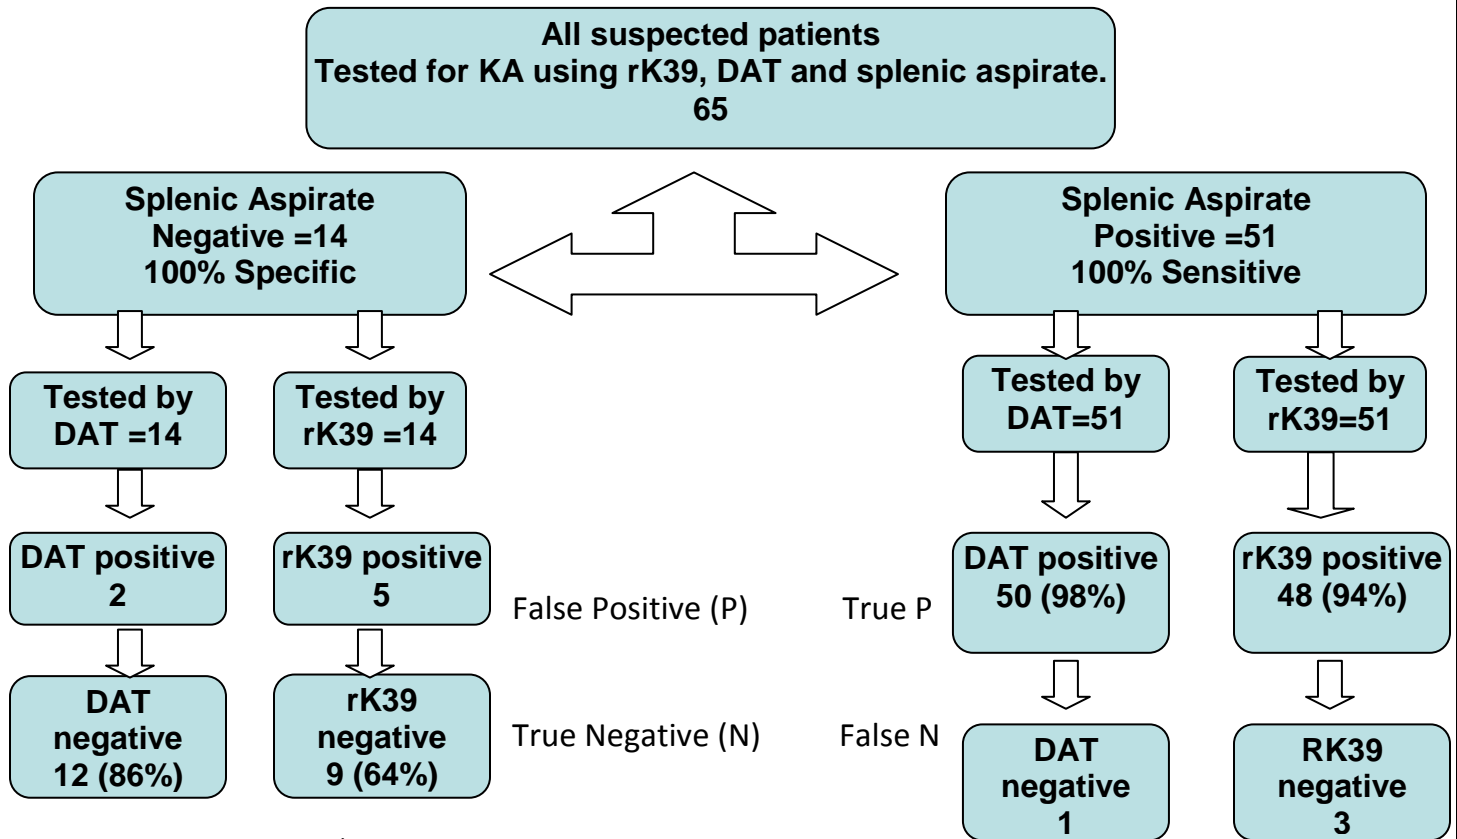 All suspected patients
Tested for KA using rK39, DAT and splenic aspirate.
65
Splenic Aspirate
Negative =14
100% Specific
Splenic Aspirate
Positive =51
100% Sensitive
Tested by
DAT =14
Tested by
rK39 =14
Tested by
DAT=51
Tested by
rK39=51
DAT positive
2
rK39 positive
5
False Positive (P)
True P
DAT positive
50 (98%)
rK39 positive
48 (94%)
DAT
negative
12 (86%)
rK39
negative
9 (64%)
True Negative (N)
False N
DAT
negative
1
RK39
negative
3